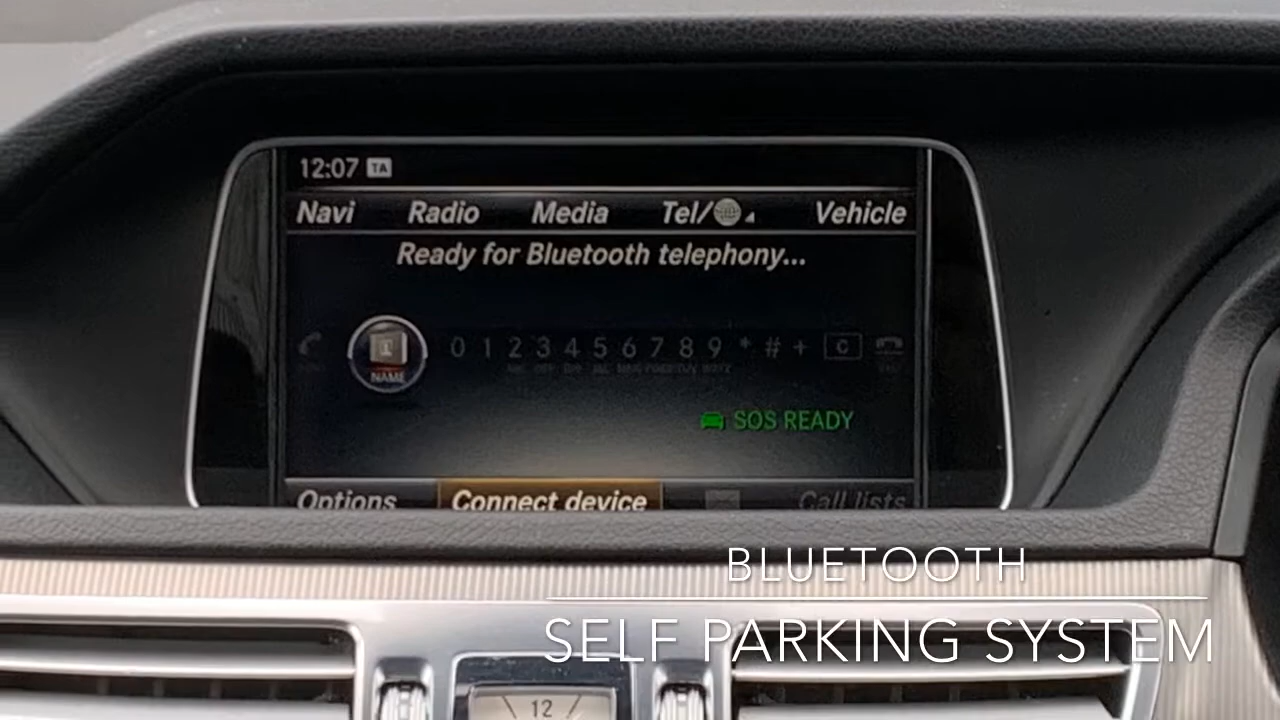 12:07 TA
Navi Radio Media Tel/ Vehicle
Ready for Bluetooth telephony...
NAME 0 1 2 3 4 5 6 7 8 9 * # + C
SOS READY
Options Connect device Call lists
BLUETOOTH
SELF PARKING SYSTEM
12